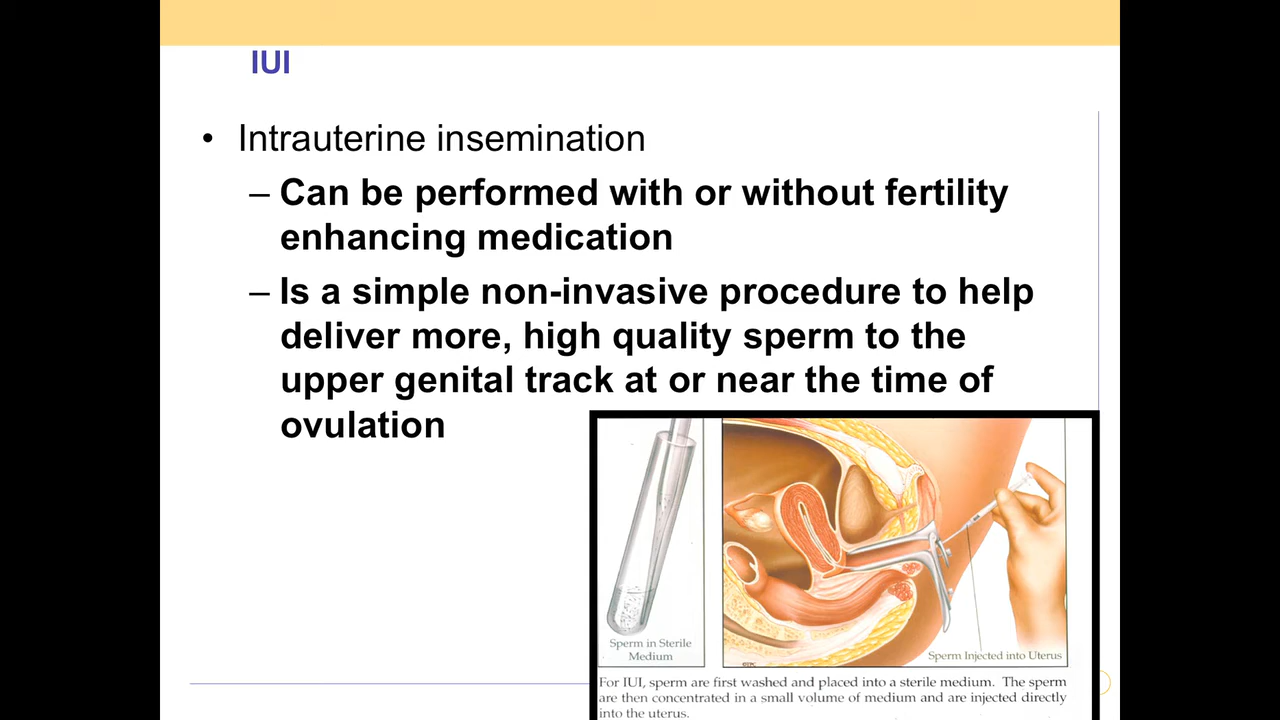 IUI
• Intrauterine insemination
– Can be performed with or without fertility
enhancing medication
– Is a simple non-invasive procedure to help
deliver more, high quality sperm to the
upper genital track at or near the time of
ovulation
Sperm in Sterile
Medium
©TPC
Sperm Injected into Uterus
For IUI, sperm are first washed and placed into a sterile medium. The sperm
are then concentrated in a small volume of medium and are injected directly
into the uterus.